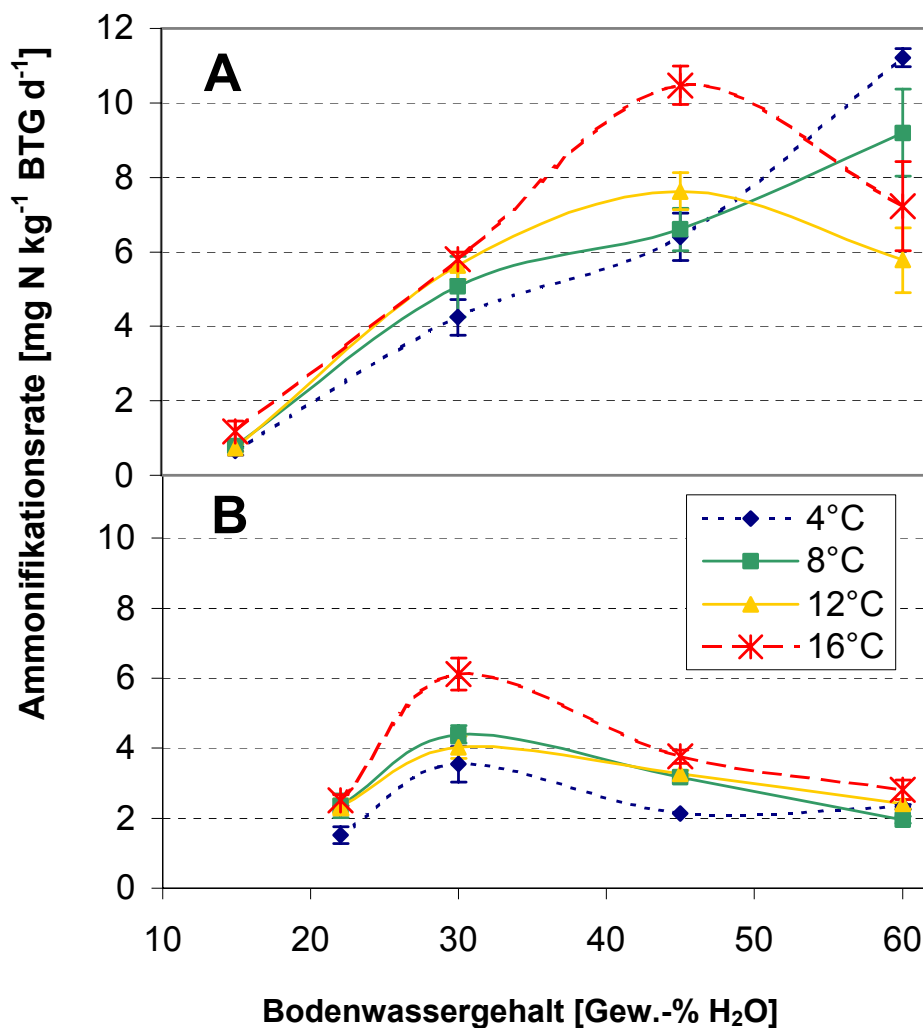 Ammonifikationsrate [mg N kg⁻¹ BTG d⁻¹]
12
A
10
8
6
4
2
0
B
10
8
6
4
2
0
4°C
8°C
12°C
16°C
10 20 30 40 50 60
Bodenwassergehalt [Gew.-% H₂O]